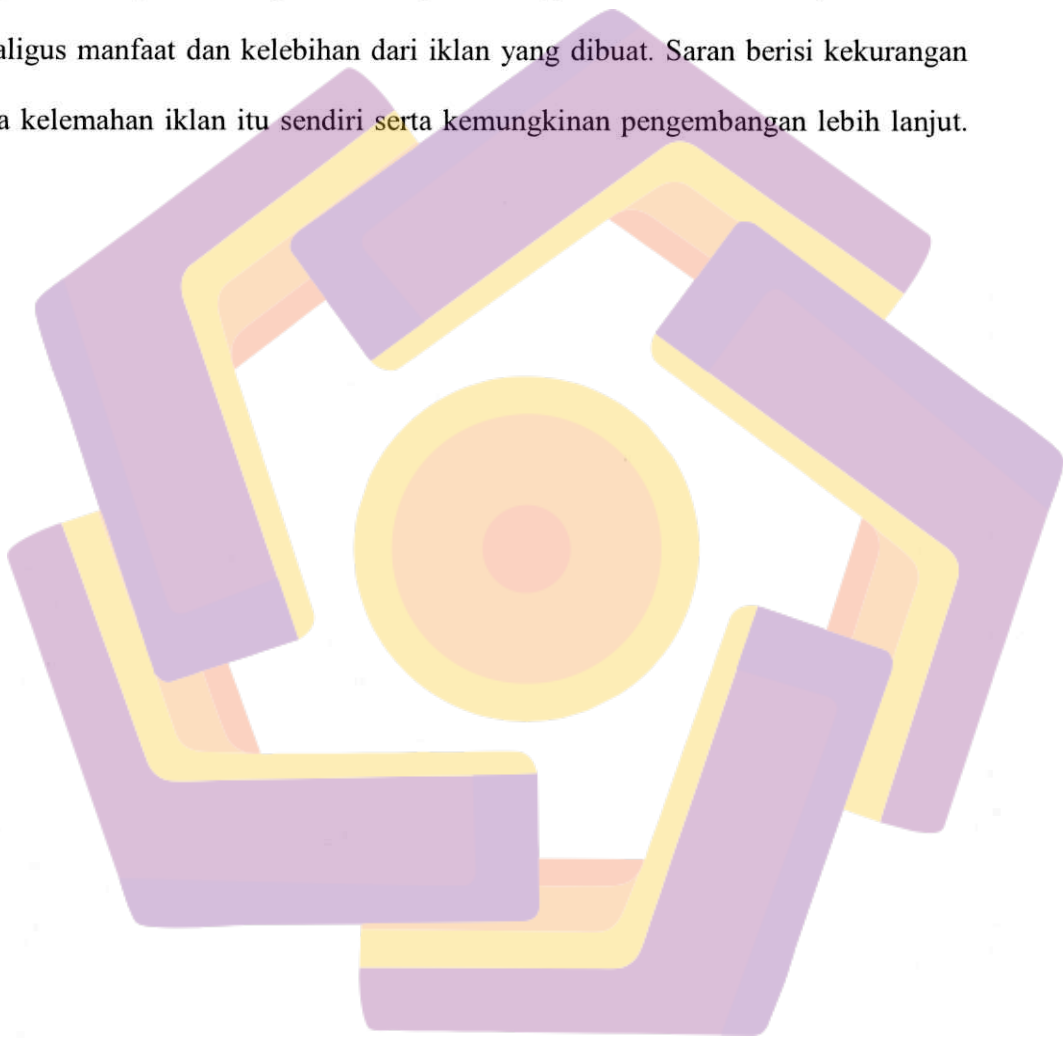 aligus manfaat dan kelebihan dari iklan yang dibuat. Saran berisi kekurangan
a kelemahan iklan itu sendiri serta kemungkinan pengembangan lebih lanjut.